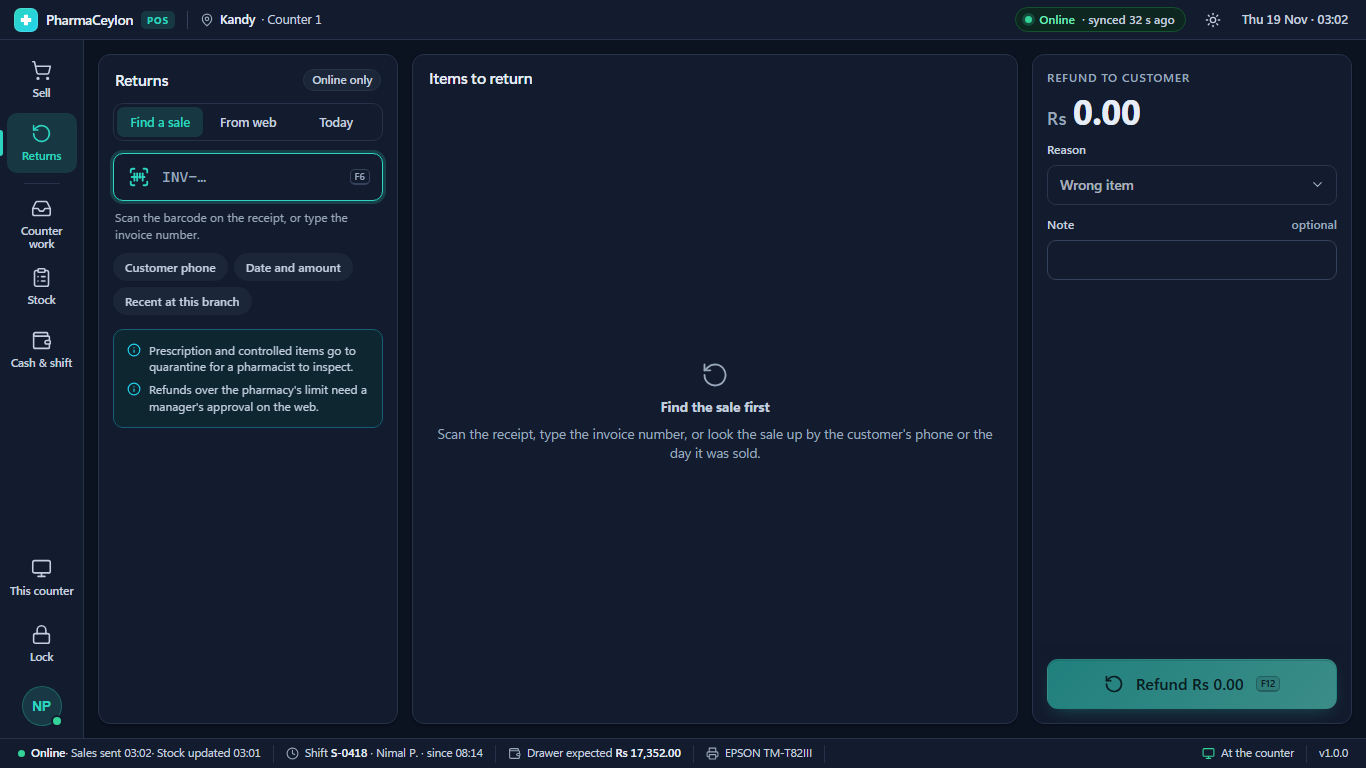 PharmaCeylon POS
Kandy · Counter 1
Online · synced 32 s ago
Thu 19 Nov · 03:02
Sell
Returns
Counter
work
Stock
Cash & shift
This counter
Lock
NP
Returns
Online only
Find a sale
From web
Today
INV-…
F6
Scan the barcode on the receipt, or type the
invoice number.
Customer phone
Date and amount
Recent at this branch
Prescription and controlled items go to
quarantine for a pharmacist to inspect.
Refunds over the pharmacy's limit need a
manager's approval on the web.
Items to return
Find the sale first
Scan the receipt, type the invoice number, or look the sale up by the customer's phone or the
day it was sold.
REFUND TO CUSTOMER
Rs 0.00
Reason
Wrong item
Note
optional
Refund Rs 0.00 F12
Online · Sales sent 03:02 · Stock updated 03:01
Shift S-0418 · Nimal P. · since 08:14
Drawer expected Rs 17,352.00
EPSON TM-T82III
At the counter
v1.0.0